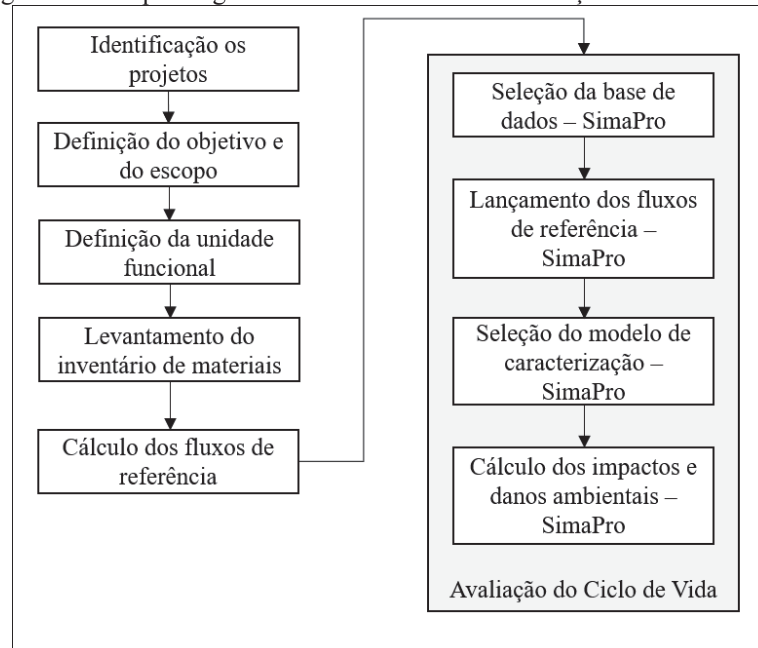 Identificação os
projetos
Definição do objetivo e
do escopo
Definição da unidade
funcional
Levantamento do
inventário de materiais
Cálculo dos fluxos de
referência
Seleção da base de
dados – SimaPro
Lançamento dos fluxos
de referência –
SimaPro
Seleção do modelo de
caracterização –
SimaPro
Cálculo dos impactos e
danos ambientais –
SimaPro
Avaliação do Ciclo de Vida